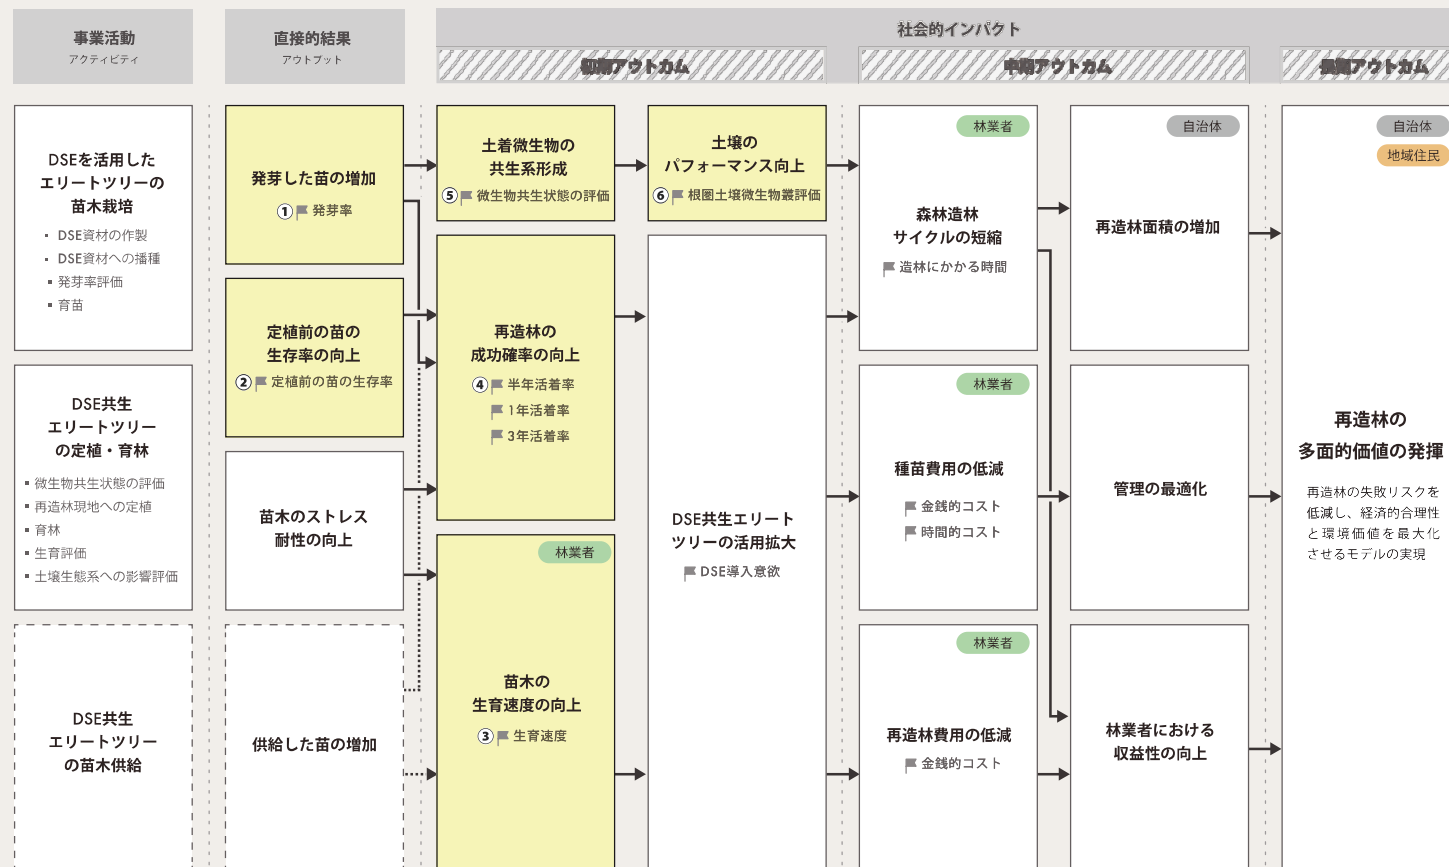 事業活動
アクティビティ
直接的結果
アウトプット
社会的インパクト
初期アウトカム
中期アウトカム
長期アウトカム
DSEを活用した
エリートツリーの
苗木栽培
・ DSE資材の作製
・ DSE資材への播種
▪ 発芽率評価
▪ 育苗
DSE共生
エリートツリー
の定植・育林
▪ 微生物共生状態の評価
▪ 再造林現地への定植
▪ 育林
▪ 生育評価
▪ 土壌生態系への影響評価
DSE共生
エリートツリー
の苗木供給
発芽した苗の増加
① 発芽率
定植前の苗の
生存率の向上
② 定植前の苗の生存率
苗木のストレス
耐性の向上
供給した苗の増加
土着微生物の
共生系形成
⑤ 微生物共生状態の評価
再造林の
成功確率の向上
④ 半年活着率
1年活着率
3年活着率
林業者
苗木の
生育速度の向上
③ 生育速度
土壌の
パフォーマンス向上
⑥ 根圏土壌微生物叢評価
DSE共生エリート
ツリーの活用拡大
DSE導入意欲
林業者
森林造林
サイクルの短縮
造林にかかる時間
林業者
種苗費用の低減
金銭的コスト
時間的コスト
林業者
再造林費用の低減
金銭的コスト
自治体
再造林面積の増加
管理の最適化
林業者における
収益性の向上
自治体
地域住民
再造林の
多面的価値の発揮
再造林の失敗リスクを
低減し、経済的合理性
と環境価値を最大化
させるモデルの実現